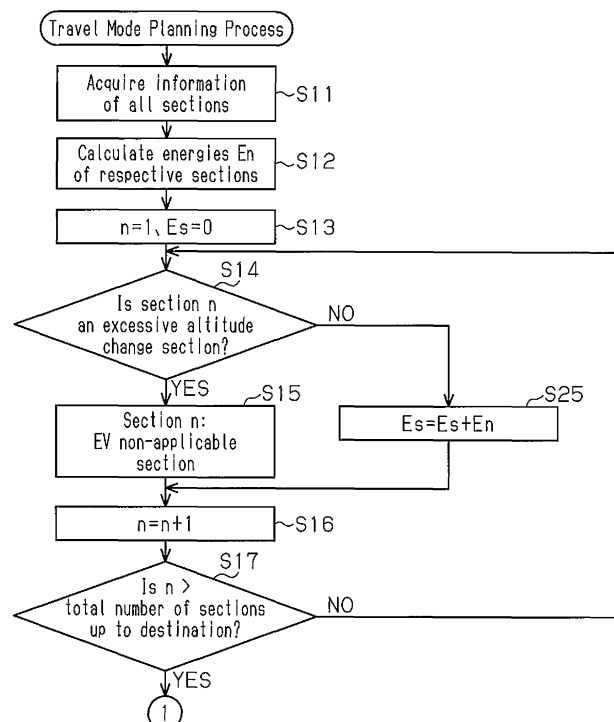 Travel Mode Planning Process
Acquire information
of all sections
S11
Calculate energies En
of respective sections
S12
n=1、Es=0
S13
S14
Is section n
an excessive altitude
change section?
NO
YES
S15
Section n:
EV non-applicable
section
S25
Es=Es+En
n=n+1
S16
S17
Is n >
total number of sections
up to destination?
NO
YES
1